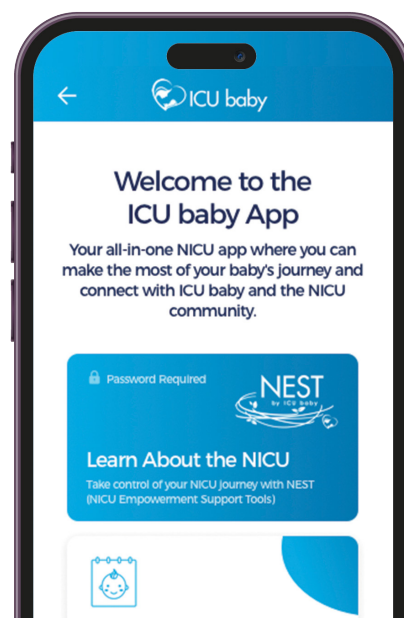 ICU baby
Welcome to the
ICU baby App
Your all-in-one NICU app where you can
make the most of your baby's journey and
connect with ICU baby and the NICU
community.
Password Required
NEST
by ICU baby
Learn About the NICU
Take control of your NICU journey with NEST
(NICU Empowerment Support Tools)